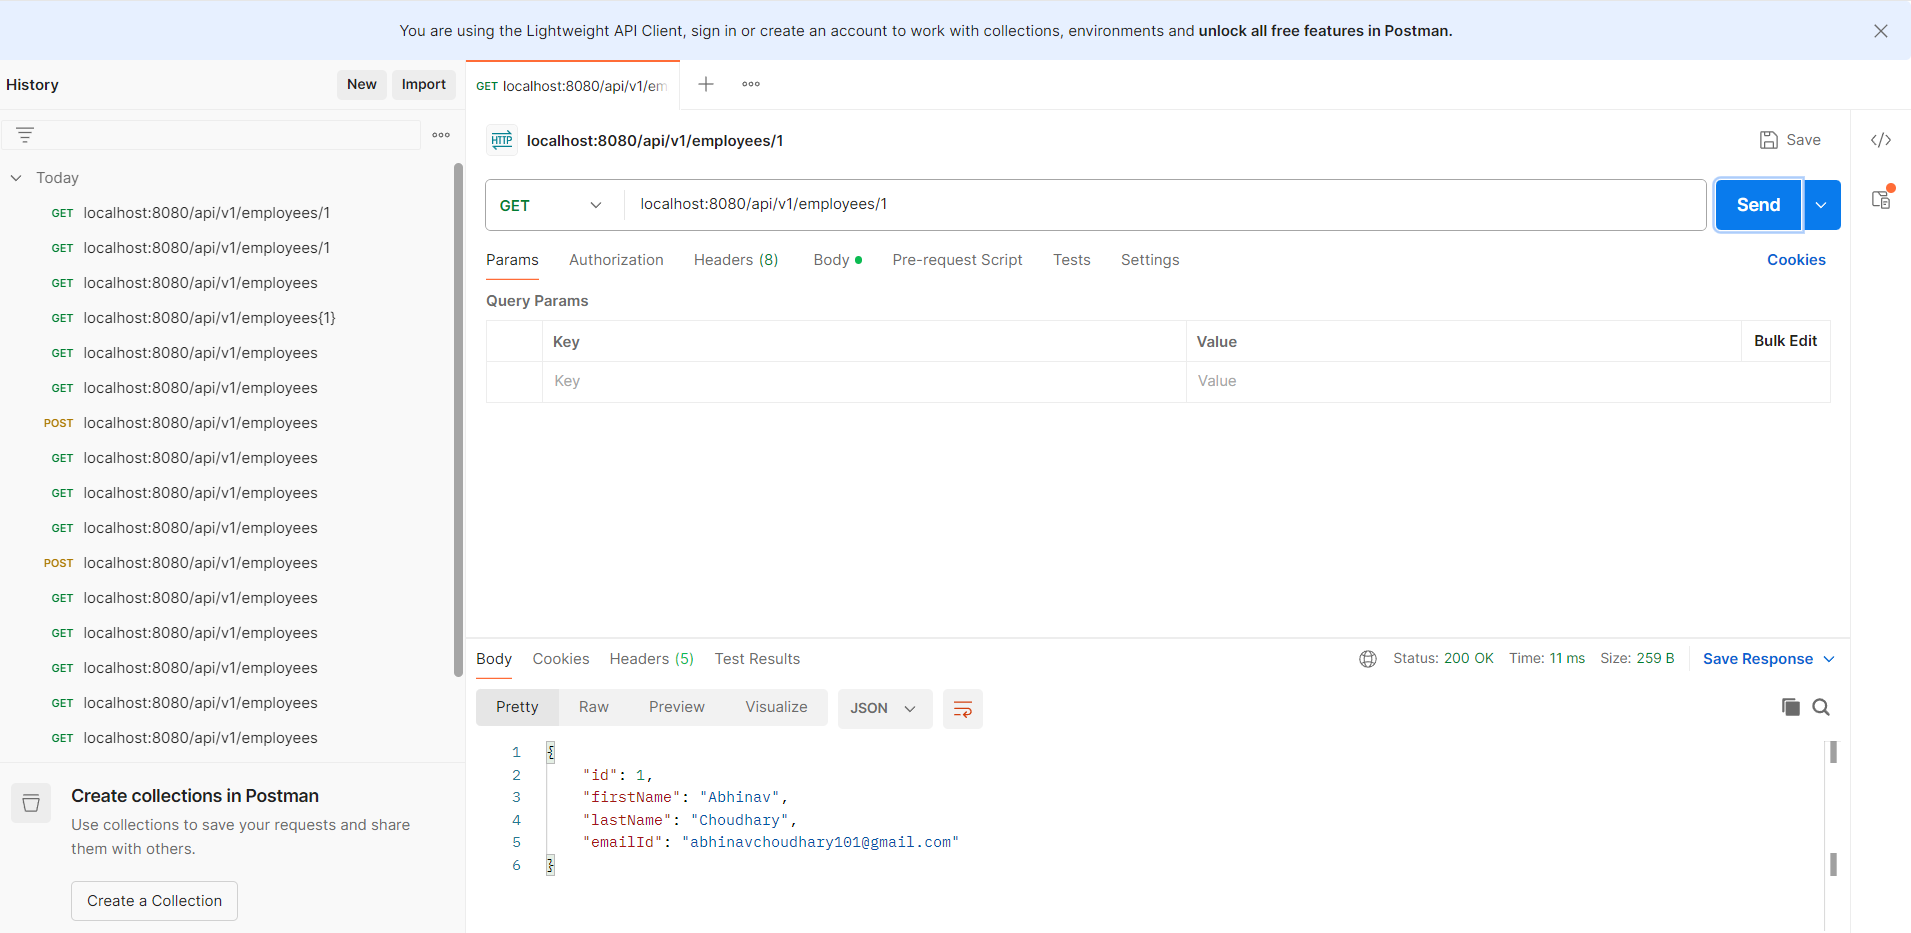 You are using the Lightweight API Client, sign in or create an account to work with collections, environments and unlock all free features in Postman.
History
New
Import
GET localhost:8080/api/v1/em
Today
GET localhost:8080/api/v1/employees/1
GET localhost:8080/api/v1/employees/1
GET localhost:8080/api/v1/employees
GET localhost:8080/api/v1/employees{1}
GET localhost:8080/api/v1/employees
GET localhost:8080/api/v1/employees
POST localhost:8080/api/v1/employees
GET localhost:8080/api/v1/employees
GET localhost:8080/api/v1/employees
GET localhost:8080/api/v1/employees
POST localhost:8080/api/v1/employees
GET localhost:8080/api/v1/employees
GET localhost:8080/api/v1/employees
GET localhost:8080/api/v1/employees
GET localhost:8080/api/v1/employees
GET localhost:8080/api/v1/employees
Create collections in Postman
Use collections to save your requests and share
them with others.
Create a Collection
HTTP localhost:8080/api/v1/employees/1
Save
</>
GET localhost:8080/api/v1/employees/1
Send
Params Authorization Headers (8) Body Pre-request Script Tests Settings
Cookies
Query Params
Key Value Bulk Edit
Key Value
Body Cookies Headers (5) Test Results
Status: 200 OK Time: 11 ms Size: 259 B
Save Response
Pretty Raw Preview Visualize JSON
1 {
2 "id": 1,
3 "firstName": "Abhinav",
4 "lastName": "Choudhary",
5 "emailId": "abhinavchoudhary101@gmail.com"
6 }